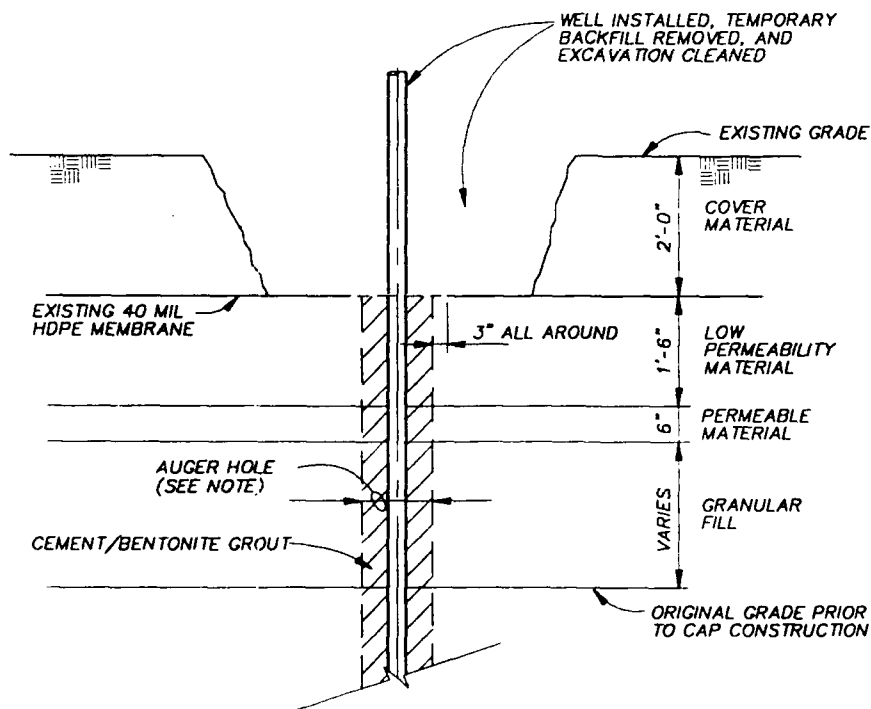 WELL INSTALLED, TEMPORARY
BACKFILL REMOVED, AND
EXCAVATION CLEANED
EXISTING GRADE
COVER
MATERIAL
2'-0"
EXISTING 40 MIL
HDPE MEMBRANE
3" ALL AROUND
LOW
PERMEABILITY
MATERIAL
1'-6"
PERMEABLE
MATERIAL
6"
AUGER HOLE
(SEE NOTE)
GRANULAR
FILL
VARIES
CEMENT/BENTONITE GROUT
ORIGINAL GRADE PRIOR
TO CAP CONSTRUCTION